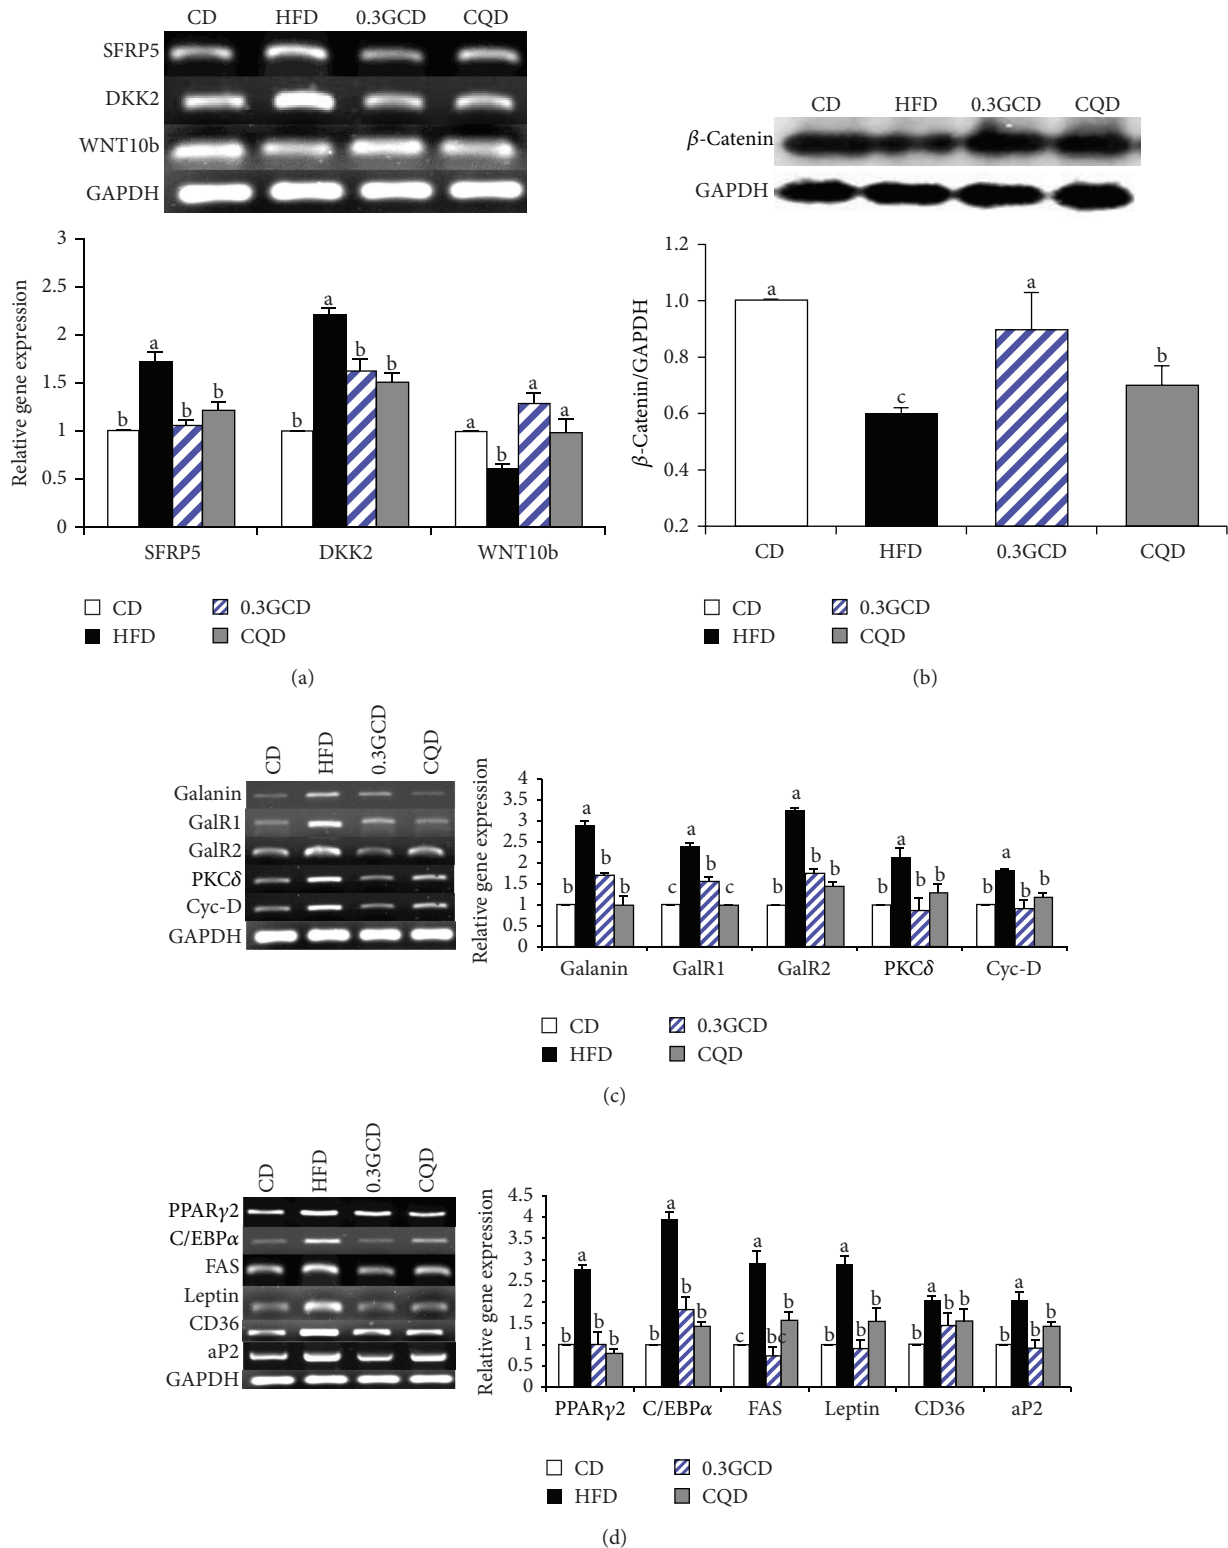 CD HFD 0.3GCD CQD
SFRP5
DKK2
WNT10b
GAPDH
3
2.5
2
1.5
1
0.5
0
Relative gene expression
b a b b
b a b b
a b a a
SFRP5 DKK2 WNT10b
CD 0.3GCD
HFD CQD
(a)
CD HFD 0.3GCD CQD
β-Catenin
GAPDH
1.2
1.0
0.8
0.6
0.4
0.2
β-Catenin/GAPDH
a c a b
CD HFD 0.3GCD CQD
CD 0.3GCD
HFD CQD
(b)
CD HFD 0.3GCD CQD
Galanin
GalR1
GalR2
PKCδ
Cyc-D
GAPDH
4
3.5
3
2.5
2
1.5
1
0.5
0
Relative gene expression
b a b b
c a b c
b a b b
b a b b
b a b b
Galanin GalR1 GalR2 PKCδ Cyc-D
CD 0.3GCD
HFD CQD
(c)
CD HFD 0.3GCD CQD
PPARγ2
C/EBPα
FAS
Leptin
CD36
aP2
GAPDH
4.5
4
3.5
3
2.5
2
1.5
1
0.5
0
Relative gene expression
b a b b
b a b b
c a bc b
b a b b
b a b b
b a b b
PPARγ2 C/EBPα FAS Leptin CD36 aP2
CD 0.3GCD
HFD CQD
(d)